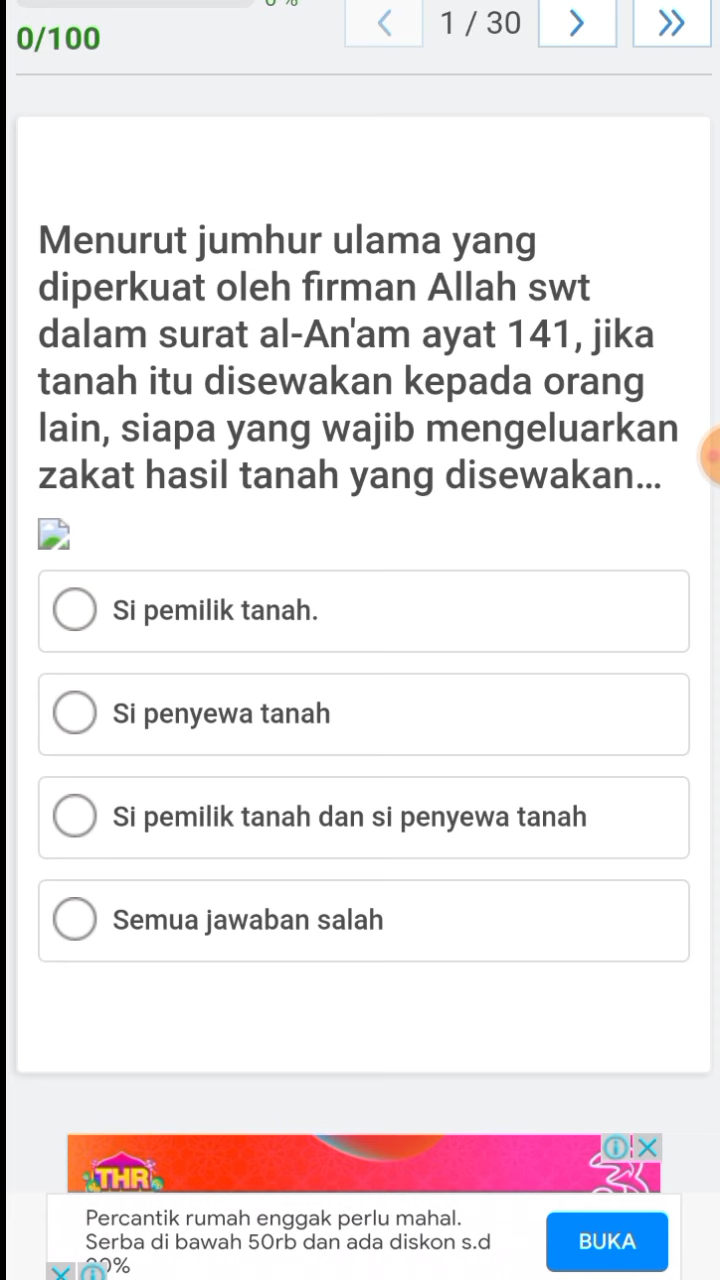 0/100
1 / 30
Menurut jumhur ulama yang
diperkuat oleh firman Allah swt
dalam surat al-An'am ayat 141, jika
tanah itu disewakan kepada orang
lain, siapa yang wajib mengeluarkan
zakat hasil tanah yang disewakan...
Si pemilik tanah.
Si penyewa tanah
Si pemilik tanah dan si penyewa tanah
Semua jawaban salah
THR
Percantik rumah enggak perlu mahal.
Serba di bawah 50rb dan ada diskon s.d
BUKA